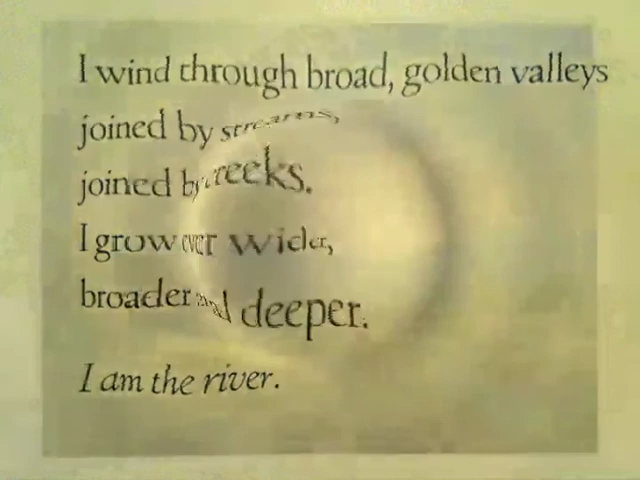 I wind through broad, golden valleys
joined by streams,
joined by creeks.
I grow ever wider,
broader and deeper.
I am the river.